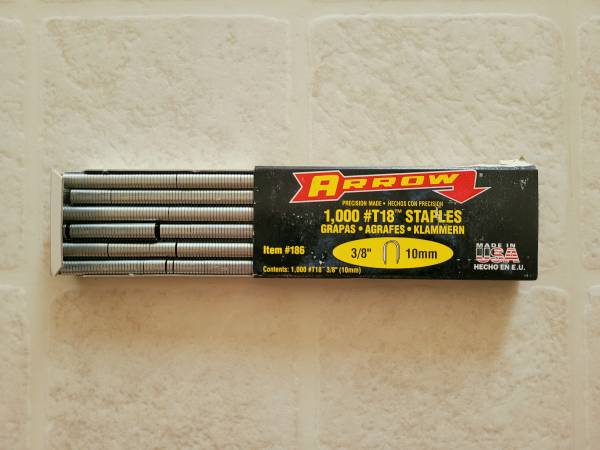 ARROW
PRECISION MADE • HECHOS CON PRECISION
1,000 #T18™ STAPLES
GRAPAS • AGRAFES • KLAMMERN
Item #186
3/8" 10mm
MADE IN
USA
HECHO EN E.U.
Contents: 1,000 #T18™ 3/8" (10mm)